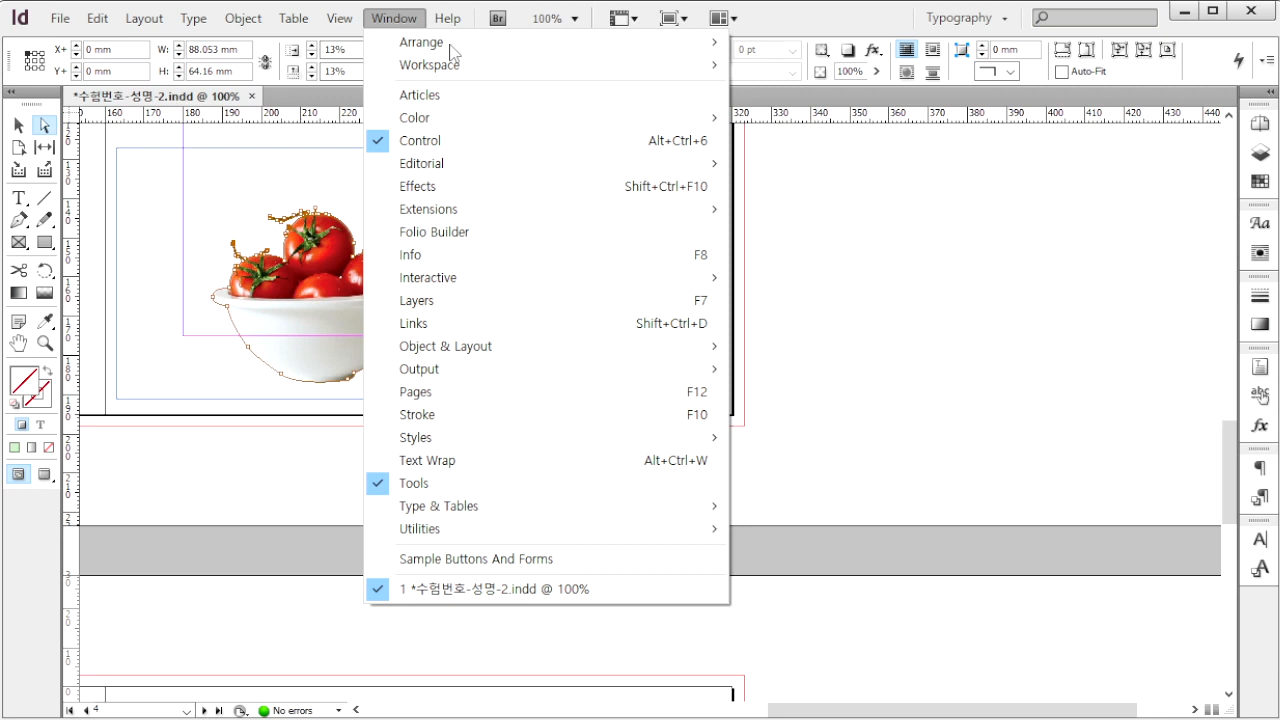 Id File Edit Layout Type Object Table View Window Help Br 100% Typography
X+ 0 mm W: 88.053 mm 13% 0 pt fx. 0 mm
Y+ 0 mm H: 64.16 mm 13% 100% Auto-Fit
*수험번호-성명-2.indd @ 100% ×
160 170 180 190 200 210 220 320 330 340 350 360 370 380 390 400 410 420 430 440
Arrange
Workspace
Articles
Color
Control Alt+Ctrl+6
Editorial
Effects Shift+Ctrl+F10
Extensions
Folio Builder
Info F8
Interactive
Layers F7
Links Shift+Ctrl+D
Object & Layout
Output
Pages F12
Stroke F10
Styles
Text Wrap Alt+Ctrl+W
Tools
Type & Tables
Utilities
Sample Buttons And Forms
1 *수험번호-성명-2.indd @ 100%
4 No errors